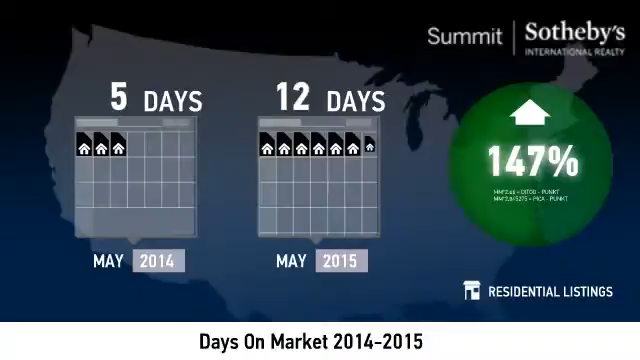 Summit | Sotheby's
INTERNATIONAL REALTY
5 DAYS
12 DAYS
147%
MAY 2014
MAY 2015
RESIDENTIAL LISTINGS
Days On Market 2014-2015